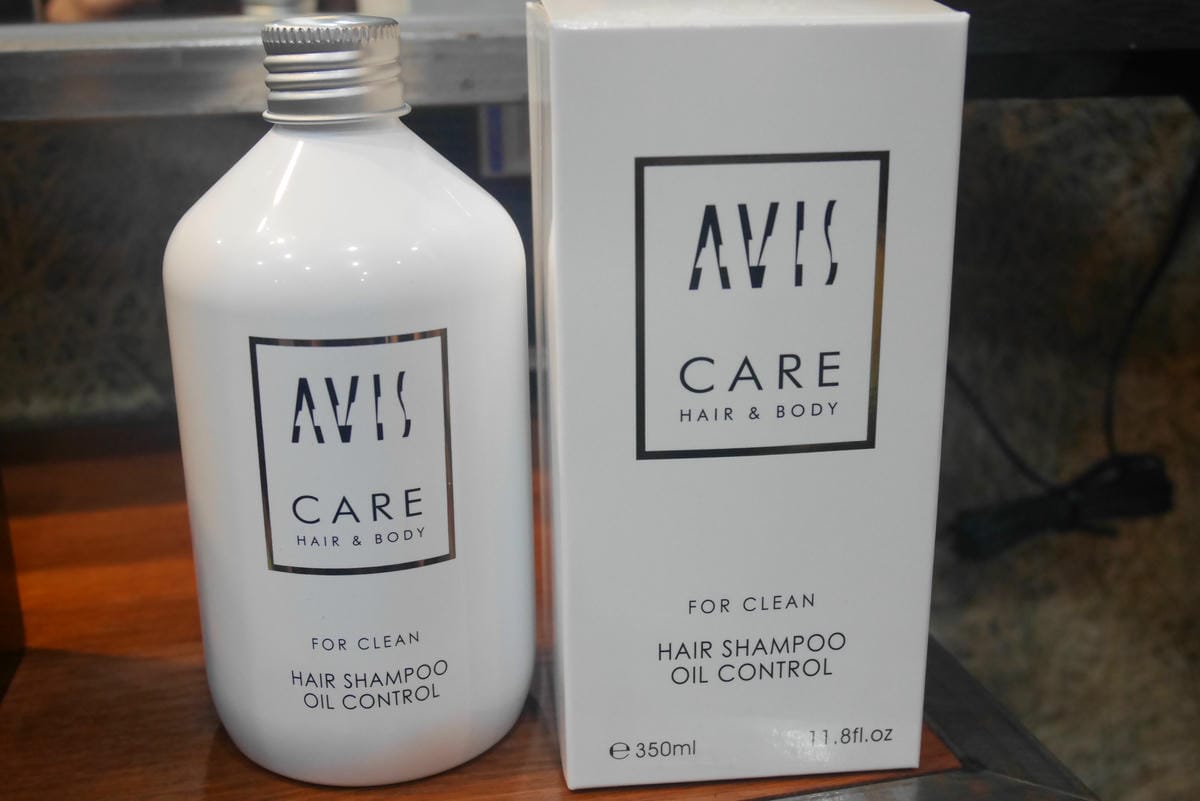 AVIS
CARE
HAIR & BODY
FOR CLEAN
HAIR SHAMPOO
OIL CONTROL
AVIS
CARE
HAIR & BODY
FOR CLEAN
HAIR SHAMPOO
OIL CONTROL
℮350ml
11.8fl.oz